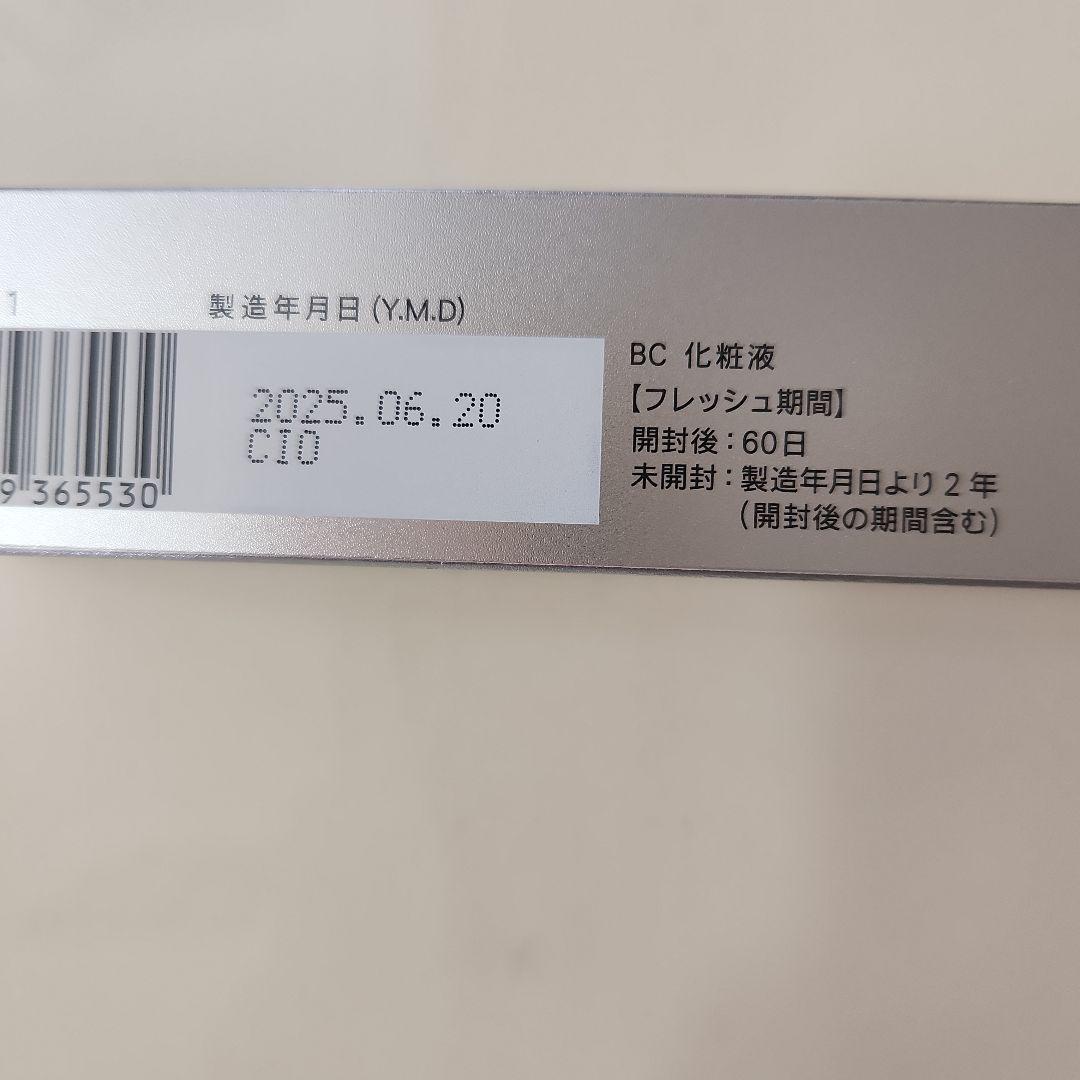 1
製造年月日(Y.M.D)
2025.06.20
CI0
9 365530
BC 化粧液
【フレッシュ期間】
開封後：60日
未開封：製造年月日より2年
(開封後の期間含む)